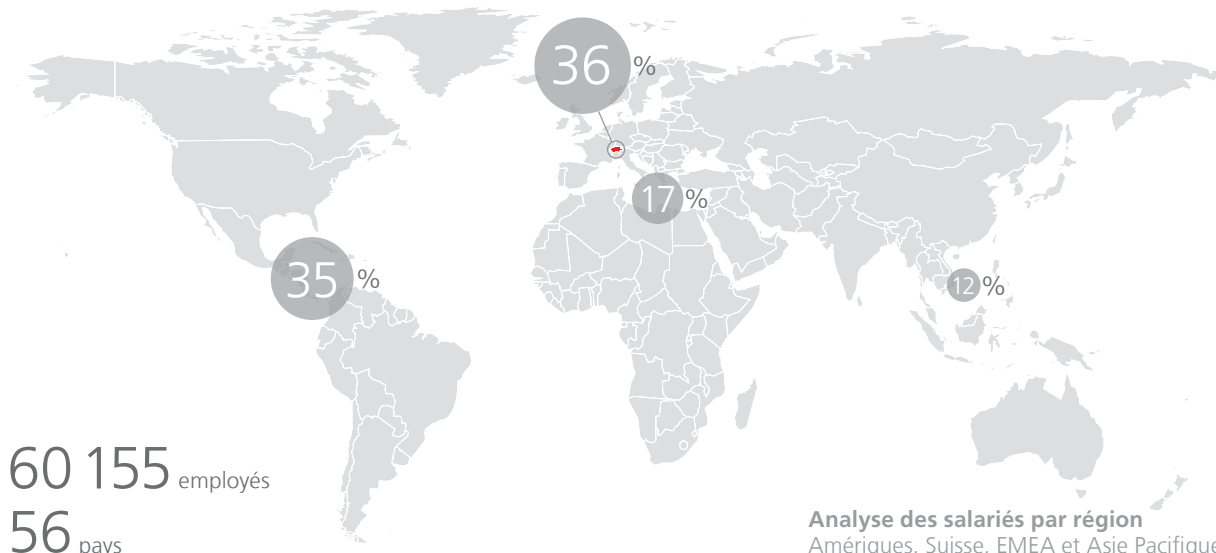 36 %
17 %
35 %
12 %
60 155 employés
56 pays
Analyse des salariés par région
Amériques, Suisse, EMEA et Asie Pacifique